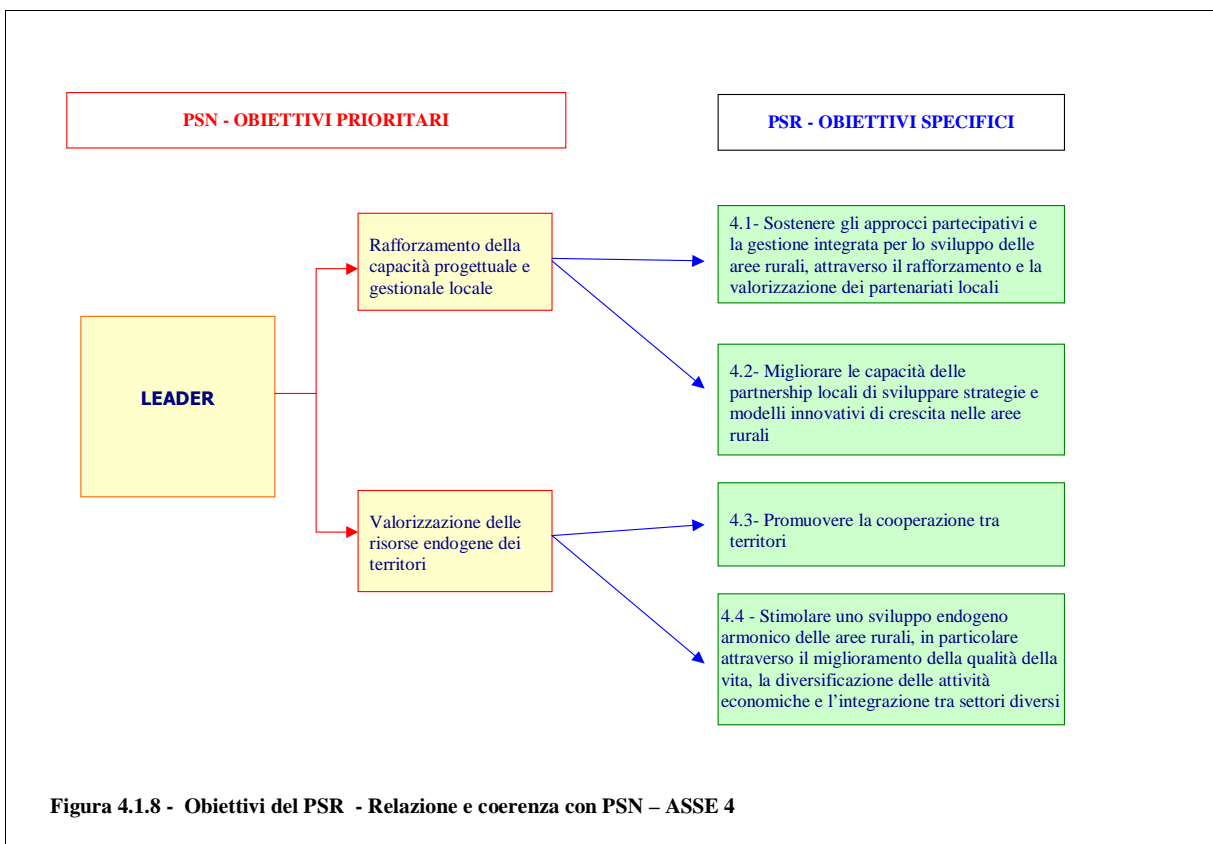 PSN - OBIETTIVI PRIORITARI
PSR - OBIETTIVI SPECIFICI
LEADER
Rafforzamento della
capacità progettuale e
gestionale locale
4.1- Sostenere gli approcci partecipativi e
la gestione integrata per lo sviluppo delle
aree rurali, attraverso il rafforzamento e la
valorizzazione dei partenariati locali
4.2- Migliorare le capacità delle
partnership locali di sviluppare strategie e
modelli innovativi di crescita nelle aree
rurali
Valorizzazione delle
risorse endogene dei
territori
4.3- Promuovere la cooperazione tra
territori
4.4 - Stimolare uno sviluppo endogeno
armonico delle aree rurali, in particolare
attraverso il miglioramento della qualità della
vita, la diversificazione delle attività
economiche e l’integrazione tra settori diversi
Figura 4.1.8 - Obiettivi del PSR - Relazione e coerenza con PSN – ASSE 4